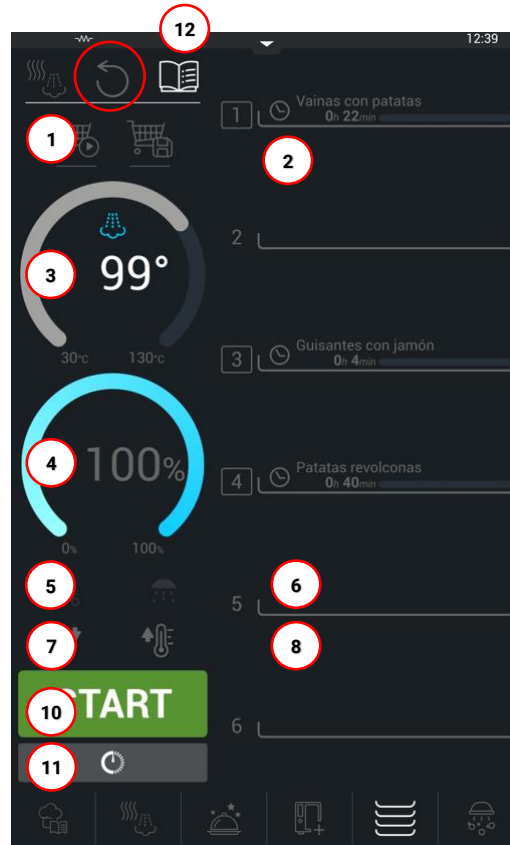 12
12:39
1
1
Vainas con patatas
0h 22min
2
2
3
99°
30°c 130°c
3
Guisantes con jamón
0h 4min
4
100%
4
Patatas revolconas
0h 40min
0% 100%
5
6
5
7
8
10
START
6
11